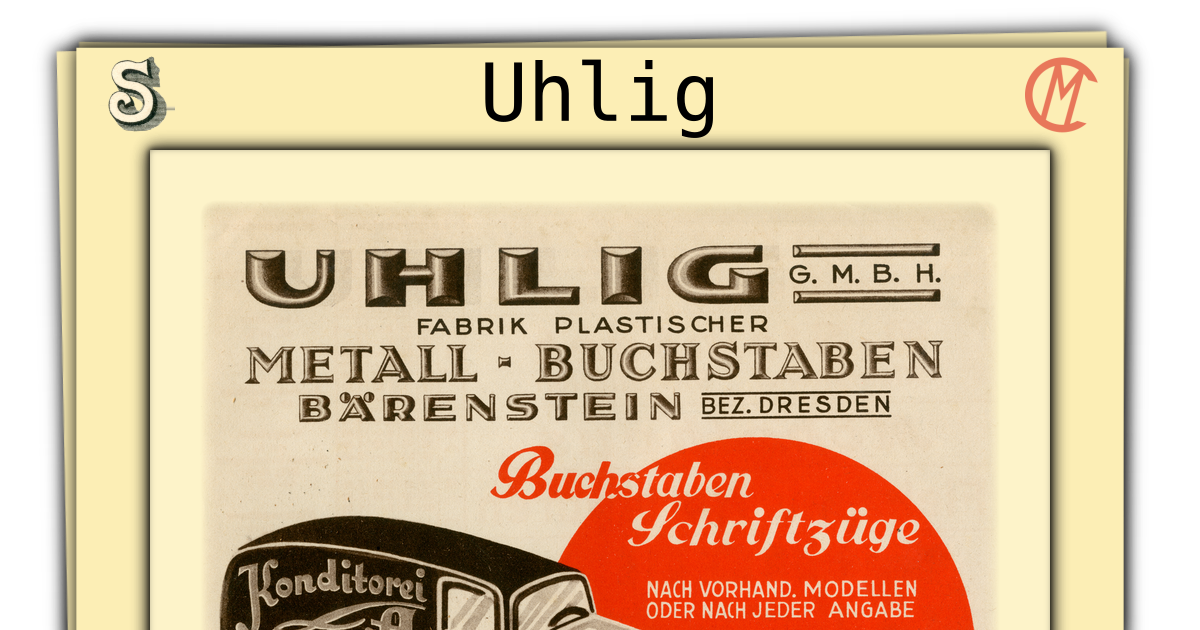 S
Uhlig
CM
UHLIG
G. M. B. H.
FABRIK PLASTISCHER
METALL - BUCHSTABEN
BÄRENSTEIN BEZ. DRESDEN
Buchstaben
Schriftzüge
NACH VORHAND. MODELLEN
ODER NACH JEDER ANGABE
Konditorei